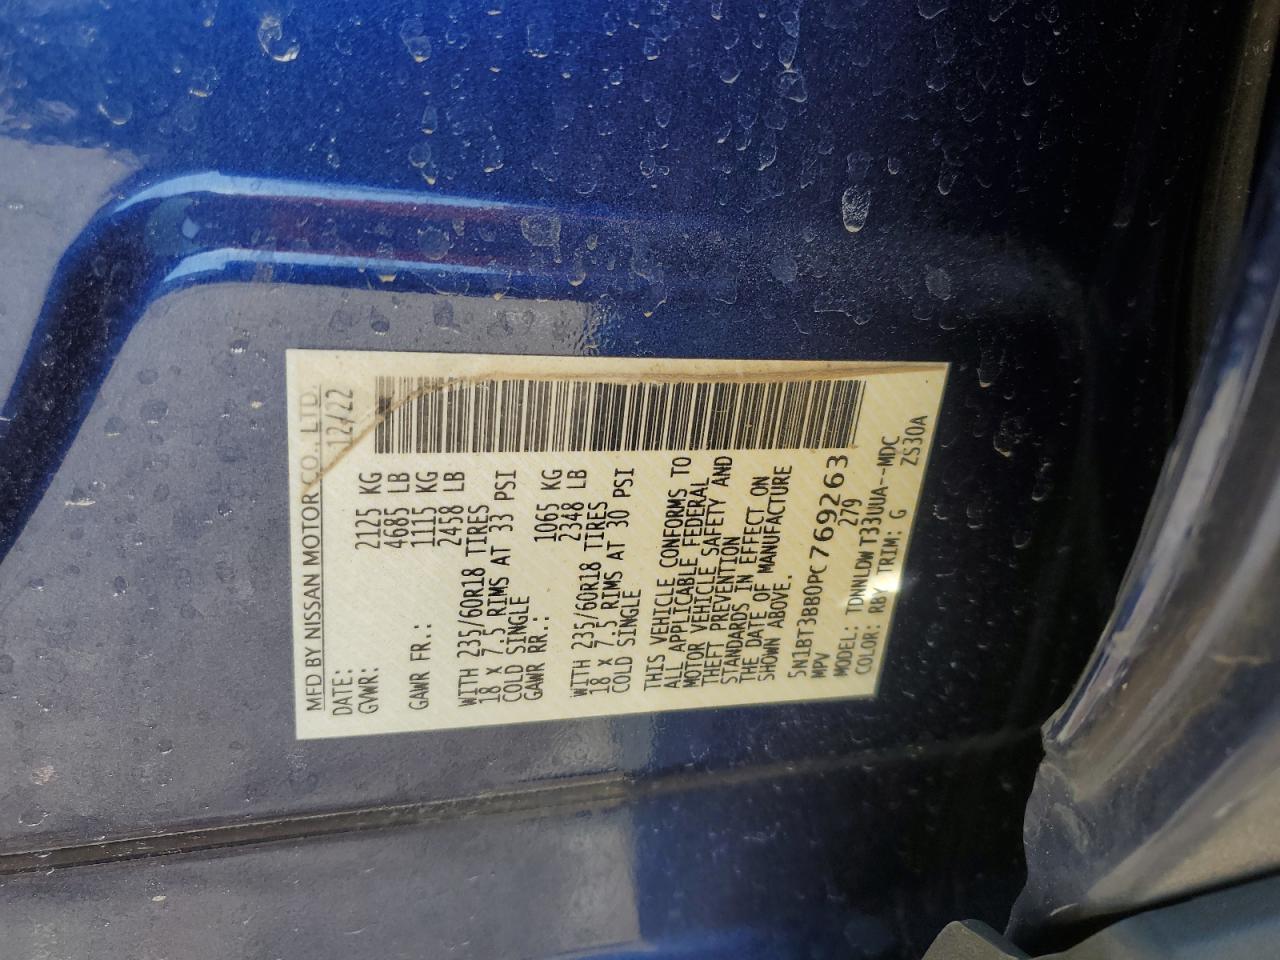 MFD BY NISSAN MOTOR CO., LTD.
DATE: 12/22
GVWR: 2125 KG
4685 LB
GAWR FR.: 1115 KG
2458 LB
WITH 235/60R18 TIRES
18 X 7.5 RIMS AT 33 PSI
COLD SINGLE
GAWR RR.: 1065 KG
2348 LB
WITH 235/60R18 TIRES
18 X 7.5 RIMS AT 30 PSI
COLD SINGLE
THIS VEHICLE CONFORMS TO
ALL APPLICABLE FEDERAL
MOTOR VEHICLE SAFETY AND
THEFT PREVENTION
STANDARDS IN EFFECT ON
THE DATE OF MANUFACTURE
SHOWN ABOVE.
5N1BT3BB0PC769263
MPV 279
MODEL: TDNNLDW T33UUA--MDC
COLOR: RBY TRIM: G ZS30A